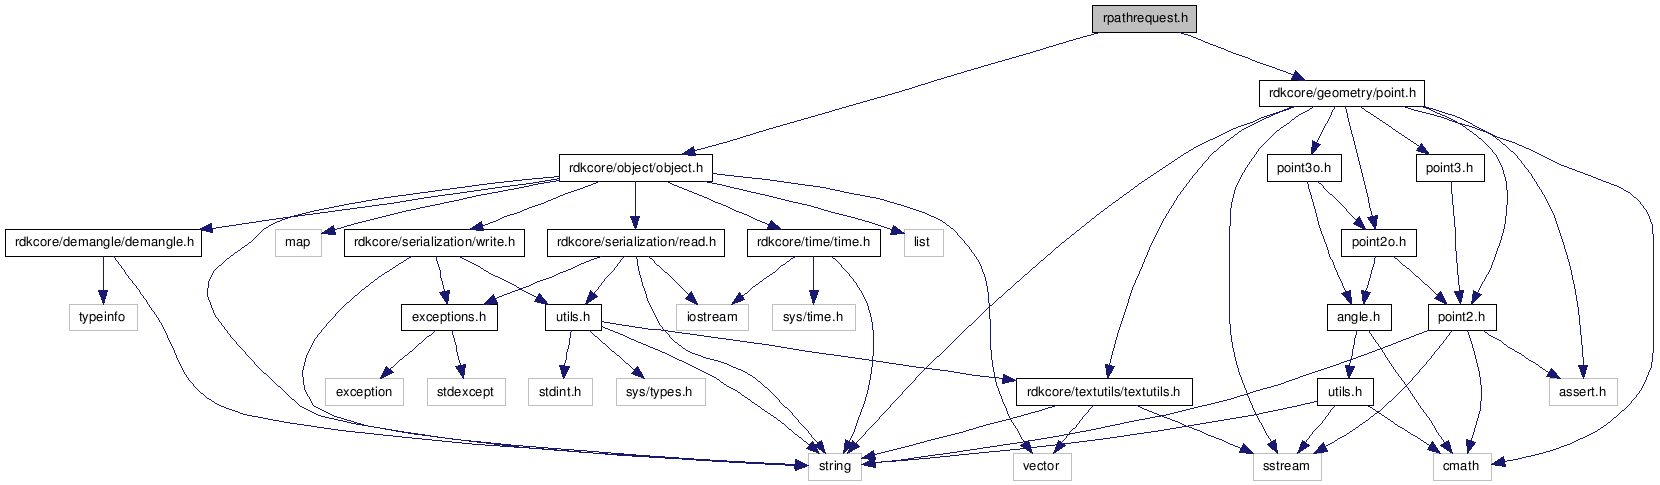 rpathrequest.h
rdkcore/geometry/point.h
rdkcore/object/object.h
point3o.h
point3.h
rdkcore/demangle/demangle.h
map
rdkcore/serialization/write.h
rdkcore/serialization/read.h
rdkcore/time/time.h
list
point2o.h
typeinfo
exceptions.h
utils.h
iostream
sys/time.h
angle.h
point2.h
exception
stdexcept
stdint.h
sys/types.h
rdkcore/textutils/textutils.h
utils.h
assert.h
string
vector
sstream
cmath